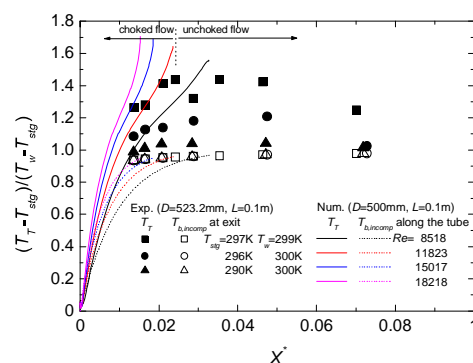 choked flow unchoked flow
1.8
1.6
1.4
1.2
1.0
0.8
0.6
0.4
0.2
0.0
(T_T-T_stg)/(T_w-T_stg)
Exp. (D=523.2mm, L=0.1m) Num. (D=500mm, L=0.1m)
T_T T_b,incomp at exit T_T T_b,incomp along the tube
T_stg=297K T_w=299K Re= 8518
296K 300K 11823
290K 300K 15017
18218
0 0.02 0.04 0.06 0.08 0.1
X*